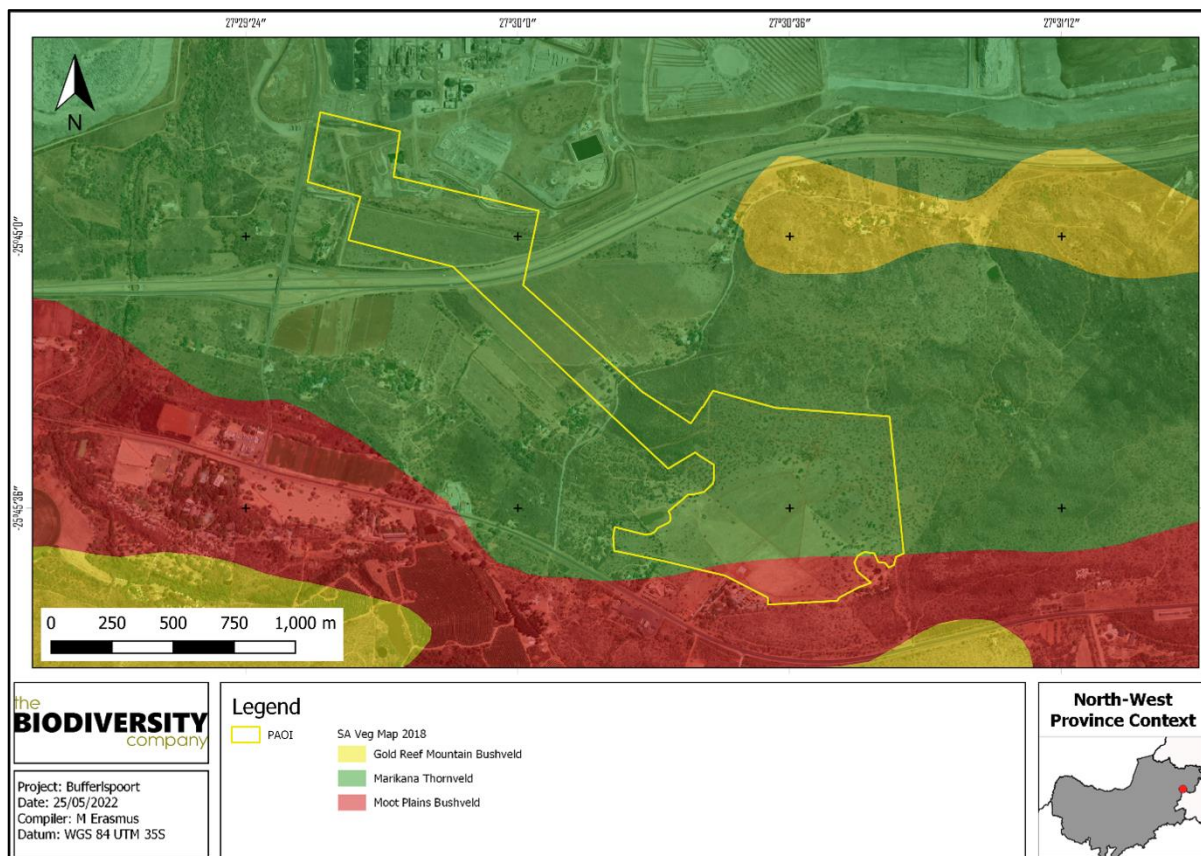 27°29'24"
27°30'0"
27°30'36"
27°31'12"
-25°45'0"
-25°45'36"
N
0 250 500 750 1,000 m
the
BIODIVERSITY
company
Project: Bufferlspoort
Date: 25/05/2022
Compiler: M Erasmus
Datum: WGS 84 UTM 35S
Legend
PAOI
SA Veg Map 2018
Gold Reef Mountain Bushveld
Marikana Thornveld
Moot Plains Bushveld
North-West
Province Context